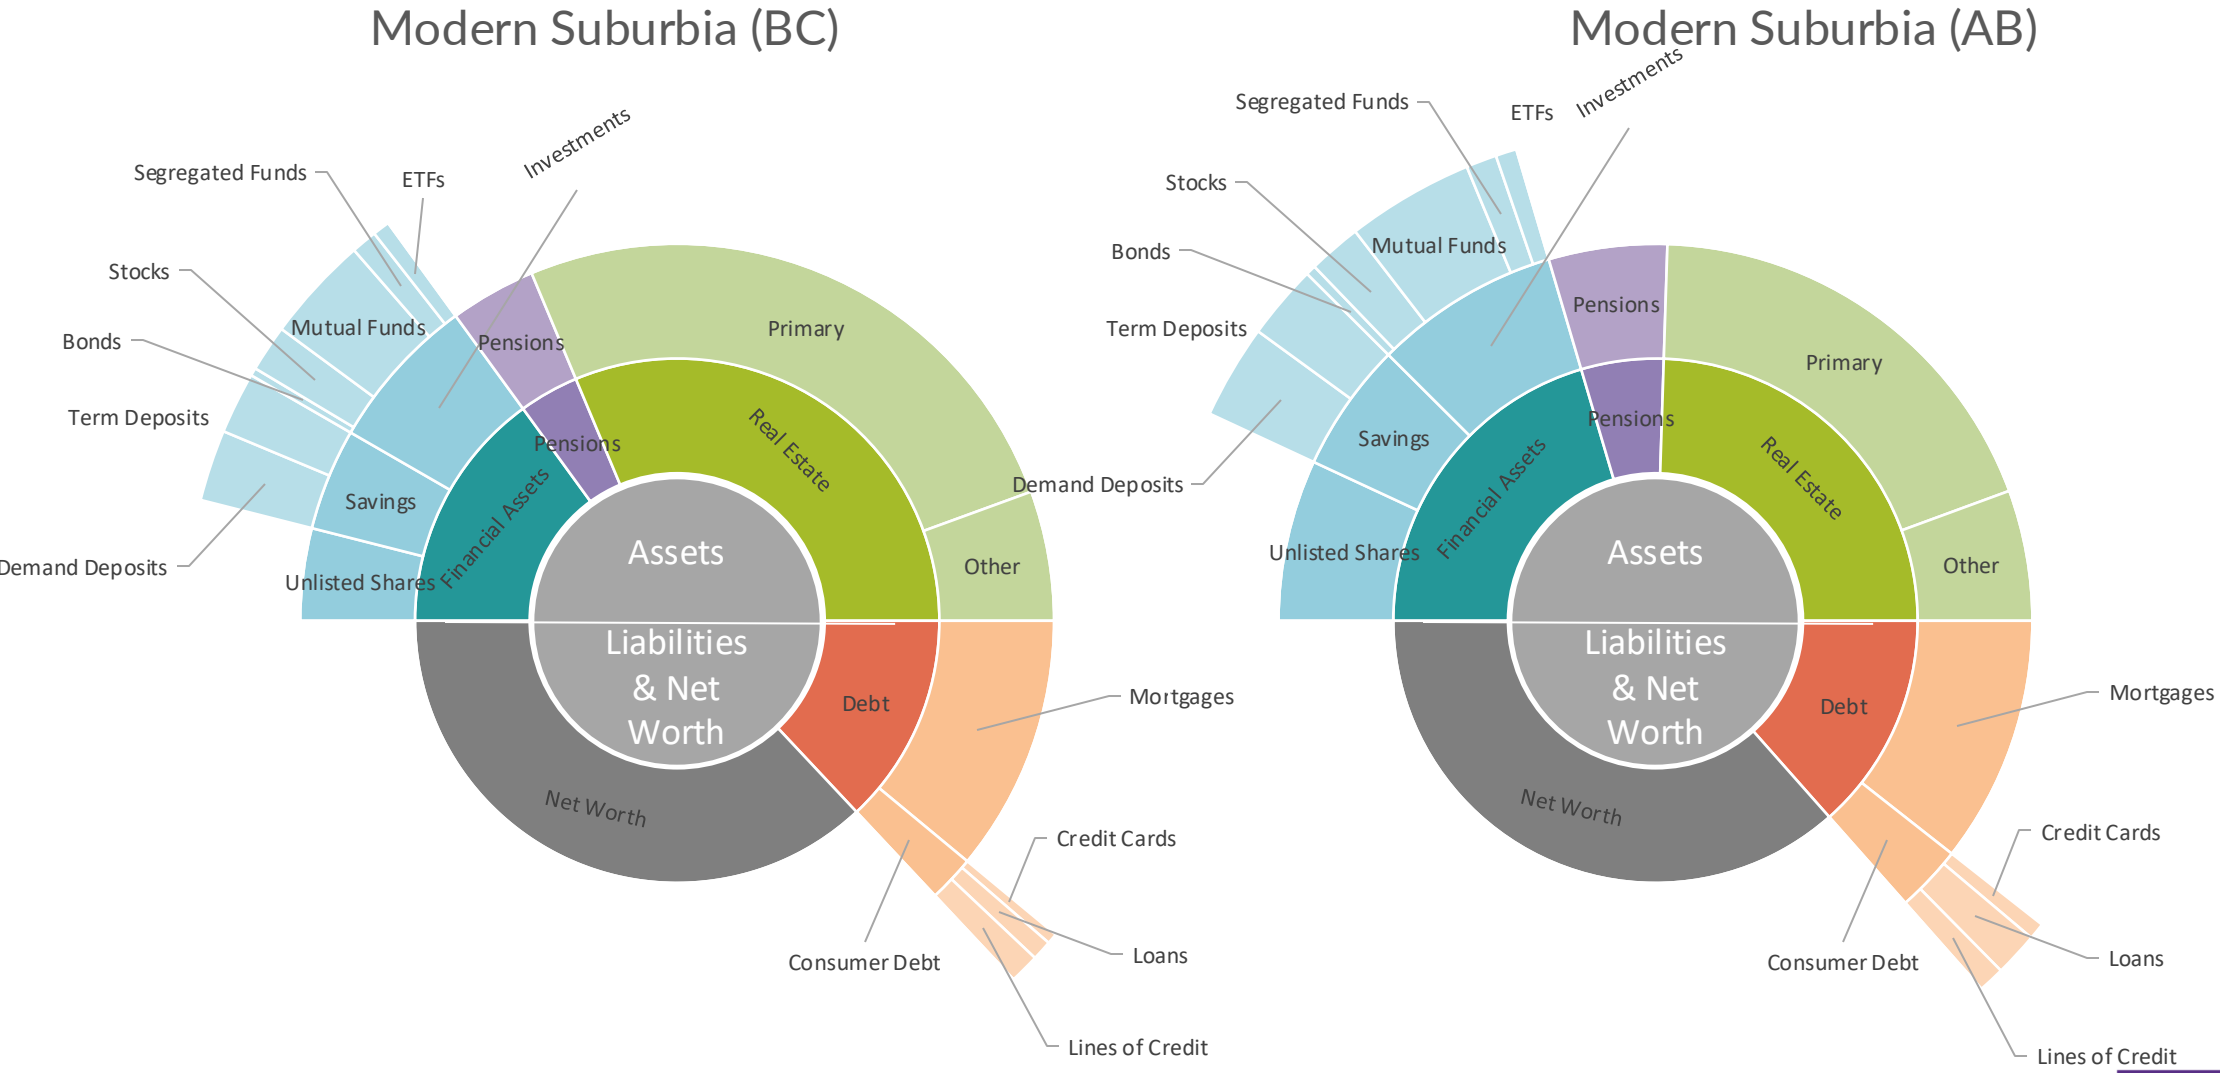 Modern Suburbia (BC)
Investments
Segregated Funds
ETFs
Stocks
Mutual Funds
Bonds
Pensions
Primary
Term Deposits
Pensions
Real Estate
Savings
Financial Assets
Assets
Other
Demand Deposits
Unlisted Shares
Liabilities
& Net
Worth
Debt
Mortgages
Net Worth
Credit Cards
Consumer Debt
Loans
Lines of Credit
Modern Suburbia (AB)
Investments
Segregated Funds
ETFs
Stocks
Mutual Funds
Bonds
Pensions
Term Deposits
Primary
Pensions
Savings
Real Estate
Demand Deposits
Financial Assets
Assets
Unlisted Shares
Other
Liabilities
& Net
Worth
Debt
Mortgages
Net Worth
Credit Cards
Consumer Debt
Loans
Lines of Credit